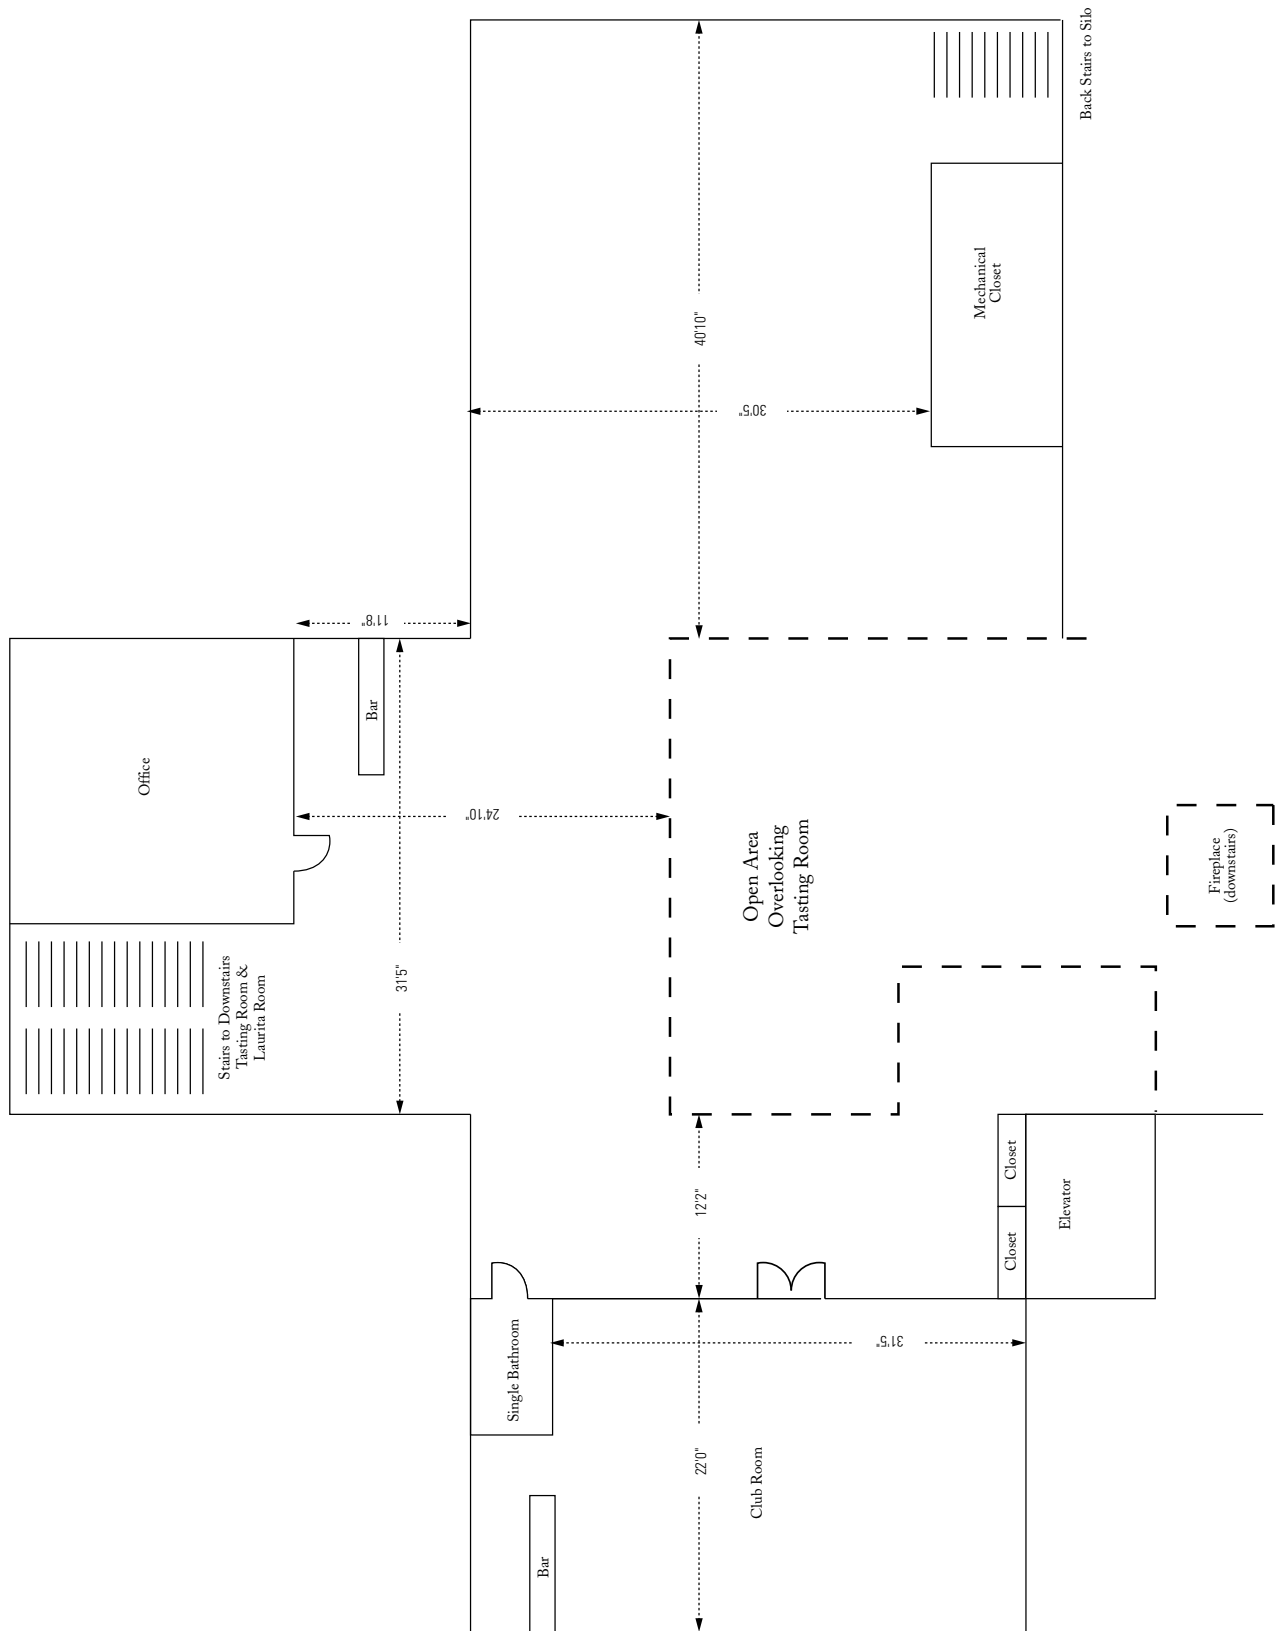 Back Stairs to Silo
Mechanical
Closet
40'10"
30'5"
11'8"
Bar
Office
24'10"
Open Area
Overlooking
Tasting Room
Fireplace
(downstairs)
Stairs to Downstairs
Tasting Room &
Laurita Room
31'5"
12'2"
Closet
Closet
Elevator
Single Bathroom
31'5"
22'0"
Club Room
Bar